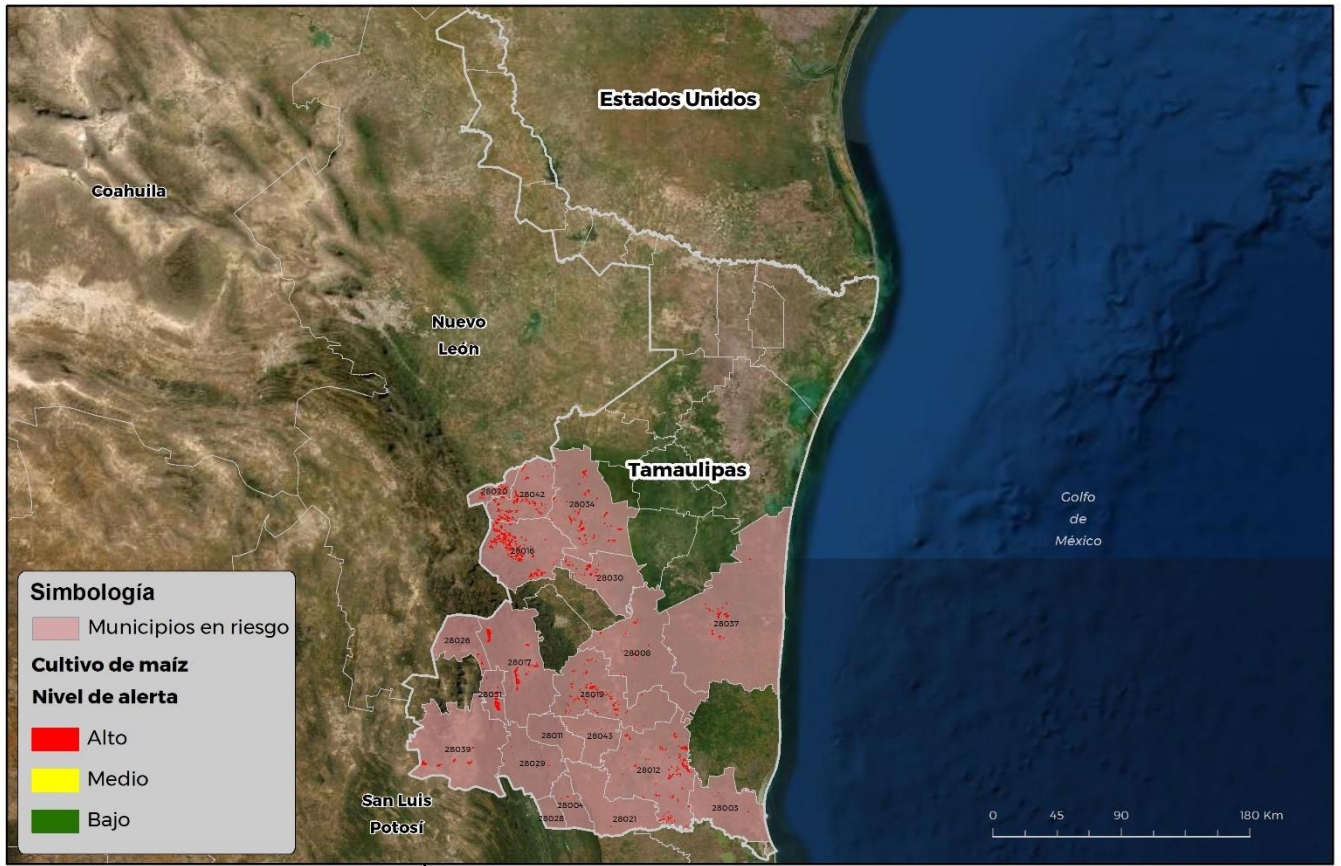 Estados Unidos
Coahuila
Nuevo
León
Tamaulipas
28020
28042
28034
Golfo
de
México
28016
28030
Simbología
Municipios en riesgo
Cultivo de maíz
Nivel de alerta
Alto
Medio
Bajo
28037
28026
28008
28017
28031
28019
28011
28043
28039
28029
28012
28004
28003
28028
28021
San Luis
Potosí
0 45 90 180 Km